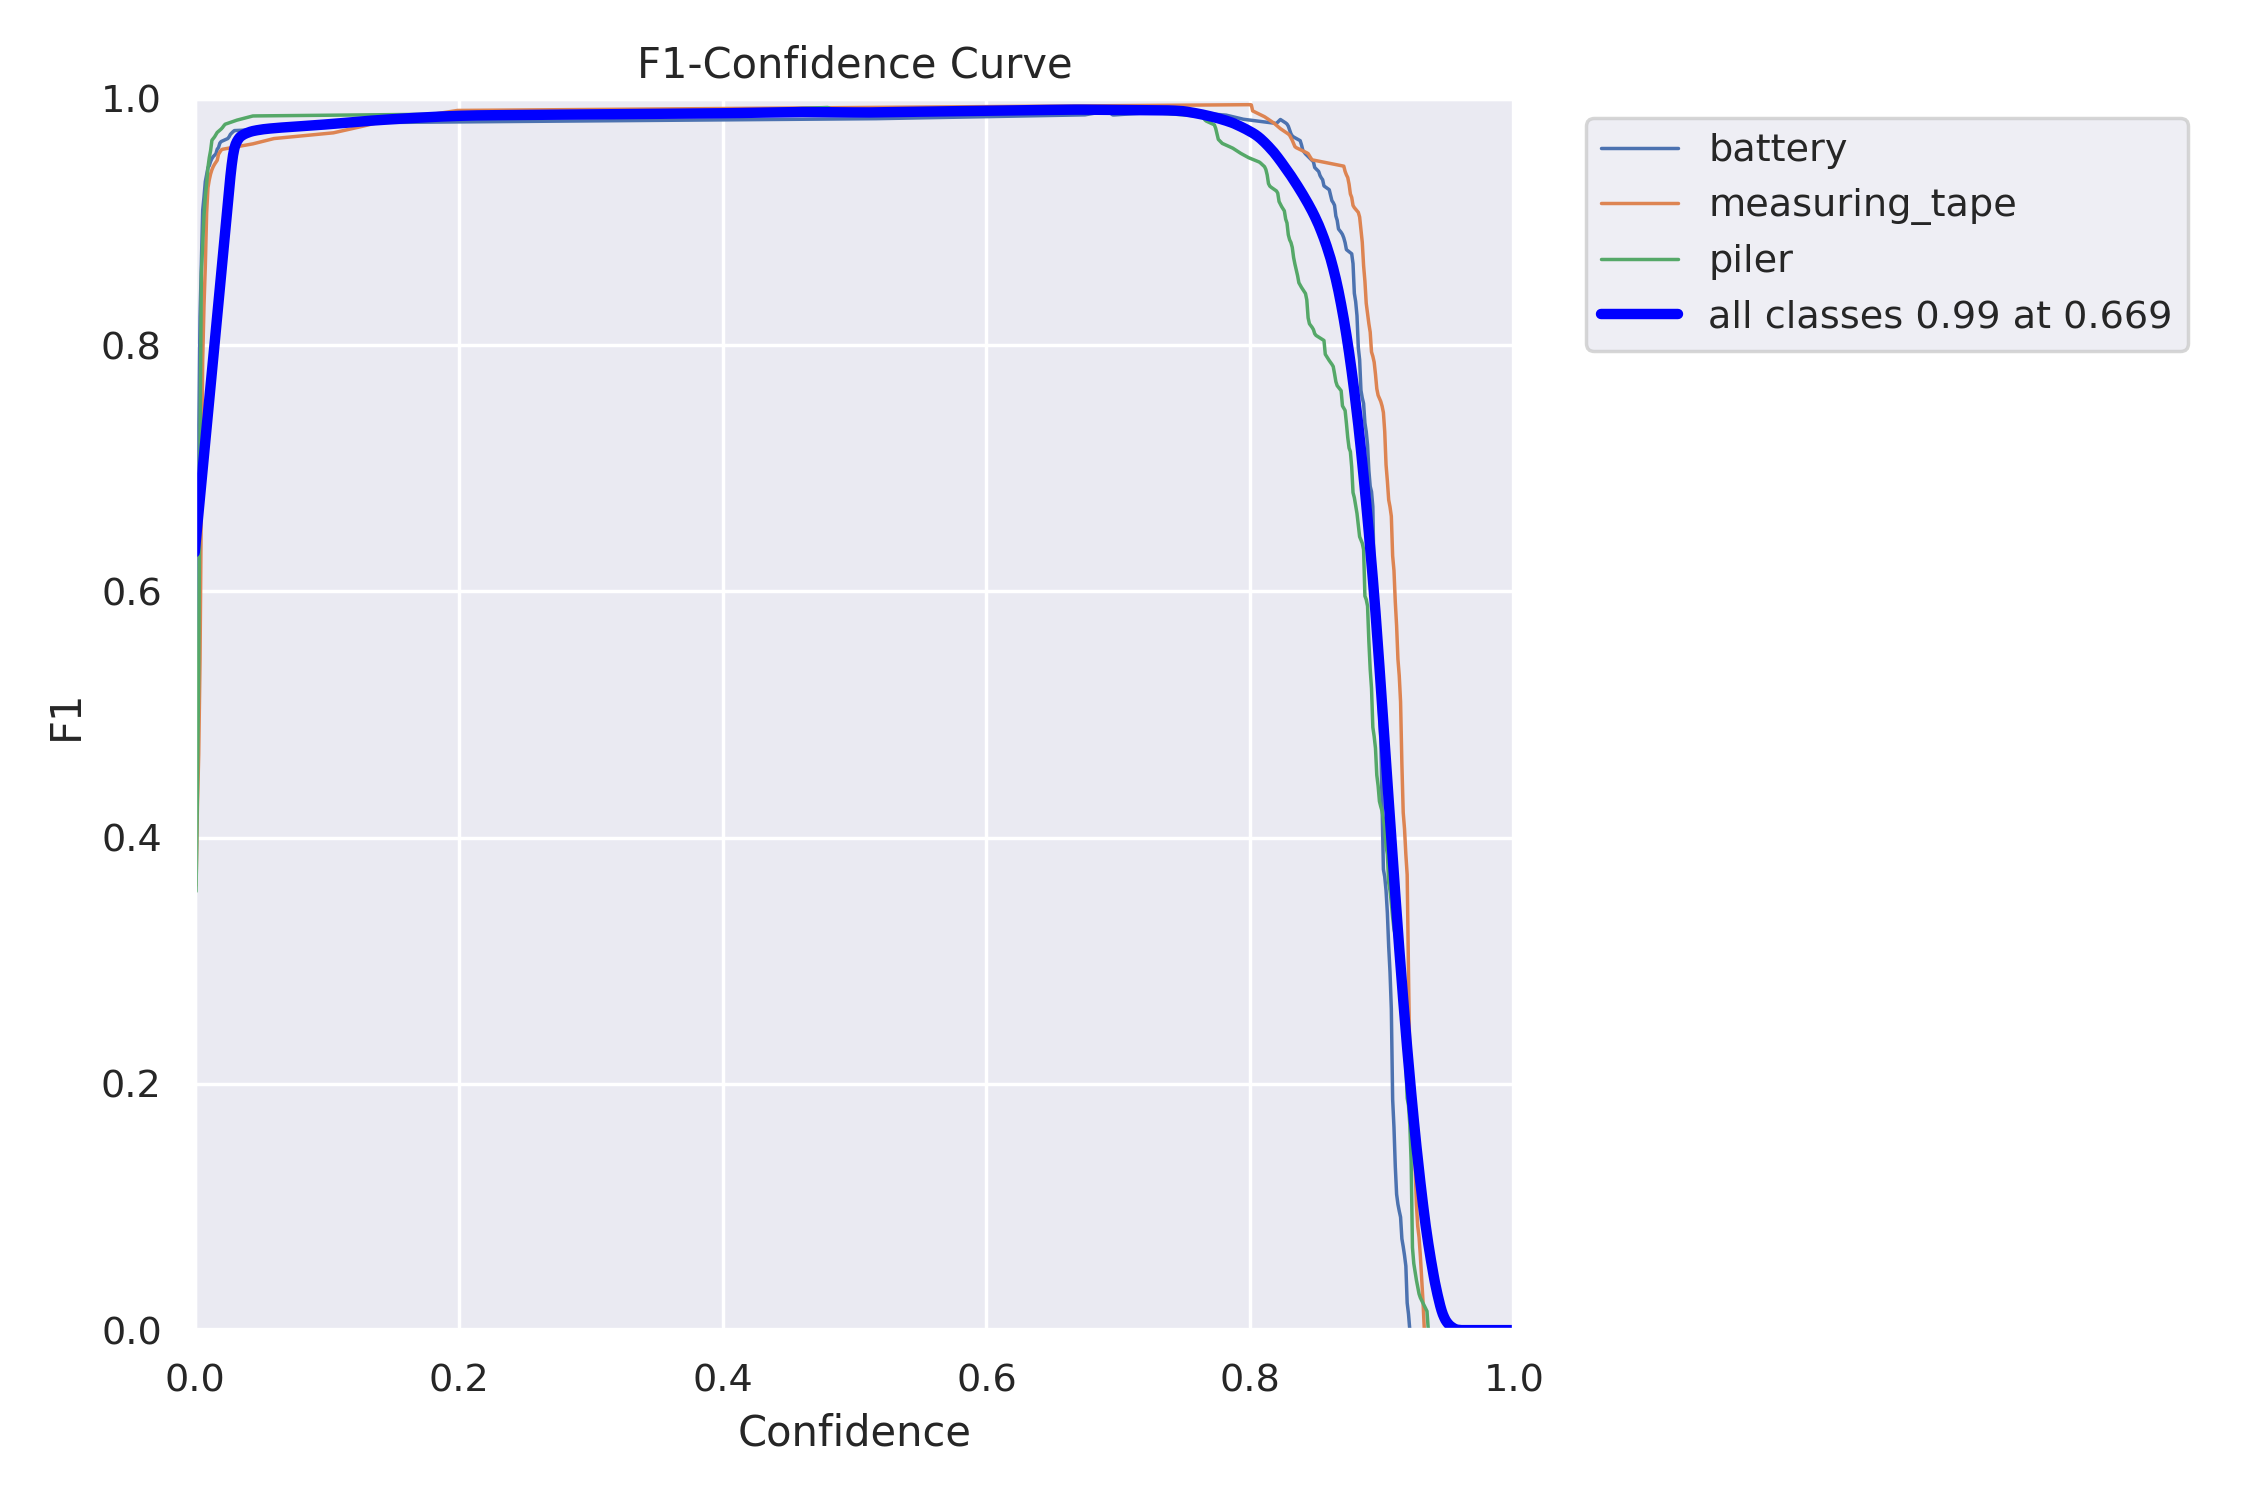 F1-Confidence Curve
1.0
0.8
0.6
0.4
0.2
0.0
F1
0.0 0.2 0.4 0.6 0.8 1.0
Confidence
battery
measuring_tape
piler
all classes 0.99 at 0.669